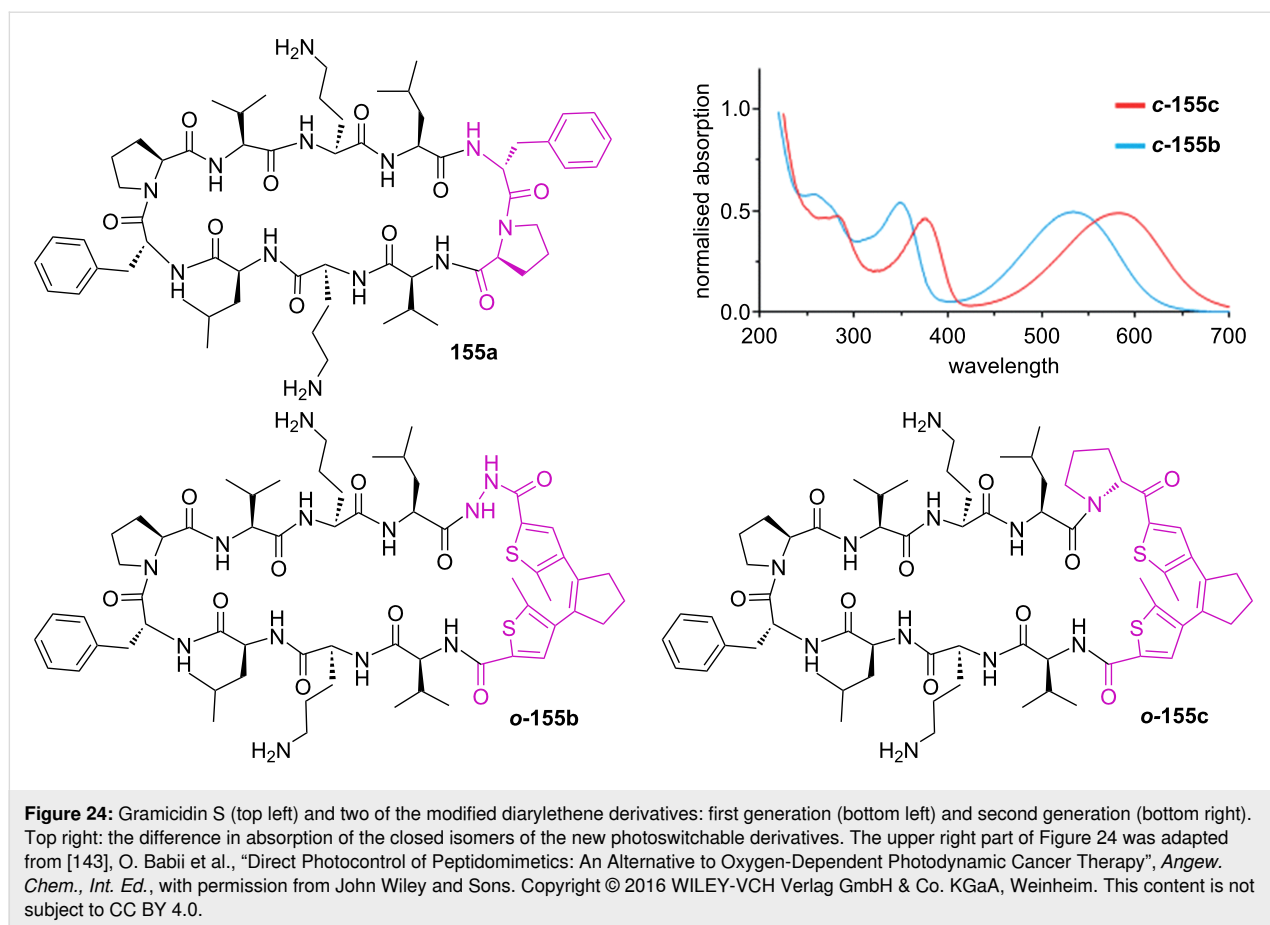 H2N
O
H
N
O
H
N
N
H
O
N
H
O
N
O
O
N
H
O
H
N
O
N
H
O
H
N
O
N
O
155a
H2N
normalised absorption
1.0
0.5
0.0
200 300 400 500 600 700
wavelength
c-155c
c-155b
H2N
O
H
N
O
H
N
O
N
H
O
N
H
O
NH
S
N
O
N
H
O
H
N
O
N
H
O
H
N
O
S
H2N
o-155b
H2N
O
H
N
O
N
O
N
H
O
N
H
O
S
N
O
N
H
O
H
N
O
N
H
O
H
N
O
S
H2N
o-155c
Figure 24: Gramicidin S (top left) and two of the modified diarylethene derivatives: first generation (bottom left) and second generation (bottom right).
Top right: the difference in absorption of the closed isomers of the new photoswitchable derivatives. The upper right part of Figure 24 was adapted
from [143], O. Babii et al., “Direct Photocontrol of Peptidomimetics: An Alternative to Oxygen-Dependent Photodynamic Cancer Therapy”, Angew.
Chem., Int. Ed., with permission from John Wiley and Sons. Copyright © 2016 WILEY-VCH Verlag GmbH & Co. KGaA, Weinheim. This content is not
subject to CC BY 4.0.